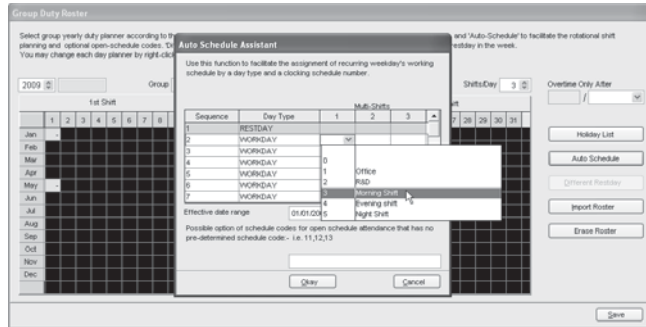 Group Duty Roster
Select group yearly duty planner according to th
and 'Auto-Schedule' to facilitate the rotational shift
planning and optional open-schedule codes. 'Di
restday in the week.
You may change each day planner by right-click
Auto Schedule Assistant
Use this function to facilitate the assignment of recurring weekday's working
schedule by a day type and a clocking schedule number.
2009
Group
Shifts/Day 3
Overtime Only After
/
1st Shift
1 2 3 4 5 6 7 8
7 28 29 30 31
Jan
Feb
Mar
Apr
May
Jun
Jul
Aug
Sep
Oct
Nov
Dec
Multi-Shifts
Sequence Day Type 1 2 3
1 RESTDAY
2 WORKDAY
3 WORKDAY
4 WORKDAY
5 WORKDAY
6 WORKDAY
7 WORKDAY
0
1 Office
2 R&D
3 Morning Shift
4 Evening shift
5 Night Shift
Effective date range 01/01/20
Possible option of schedule codes for open schedule attendance that has no
pre-determined schedule code:- i.e. 11,12,13
Okay
Cancel
Holiday List
Auto Schedule
Different Restday
Import Roster
Erase Roster
Save